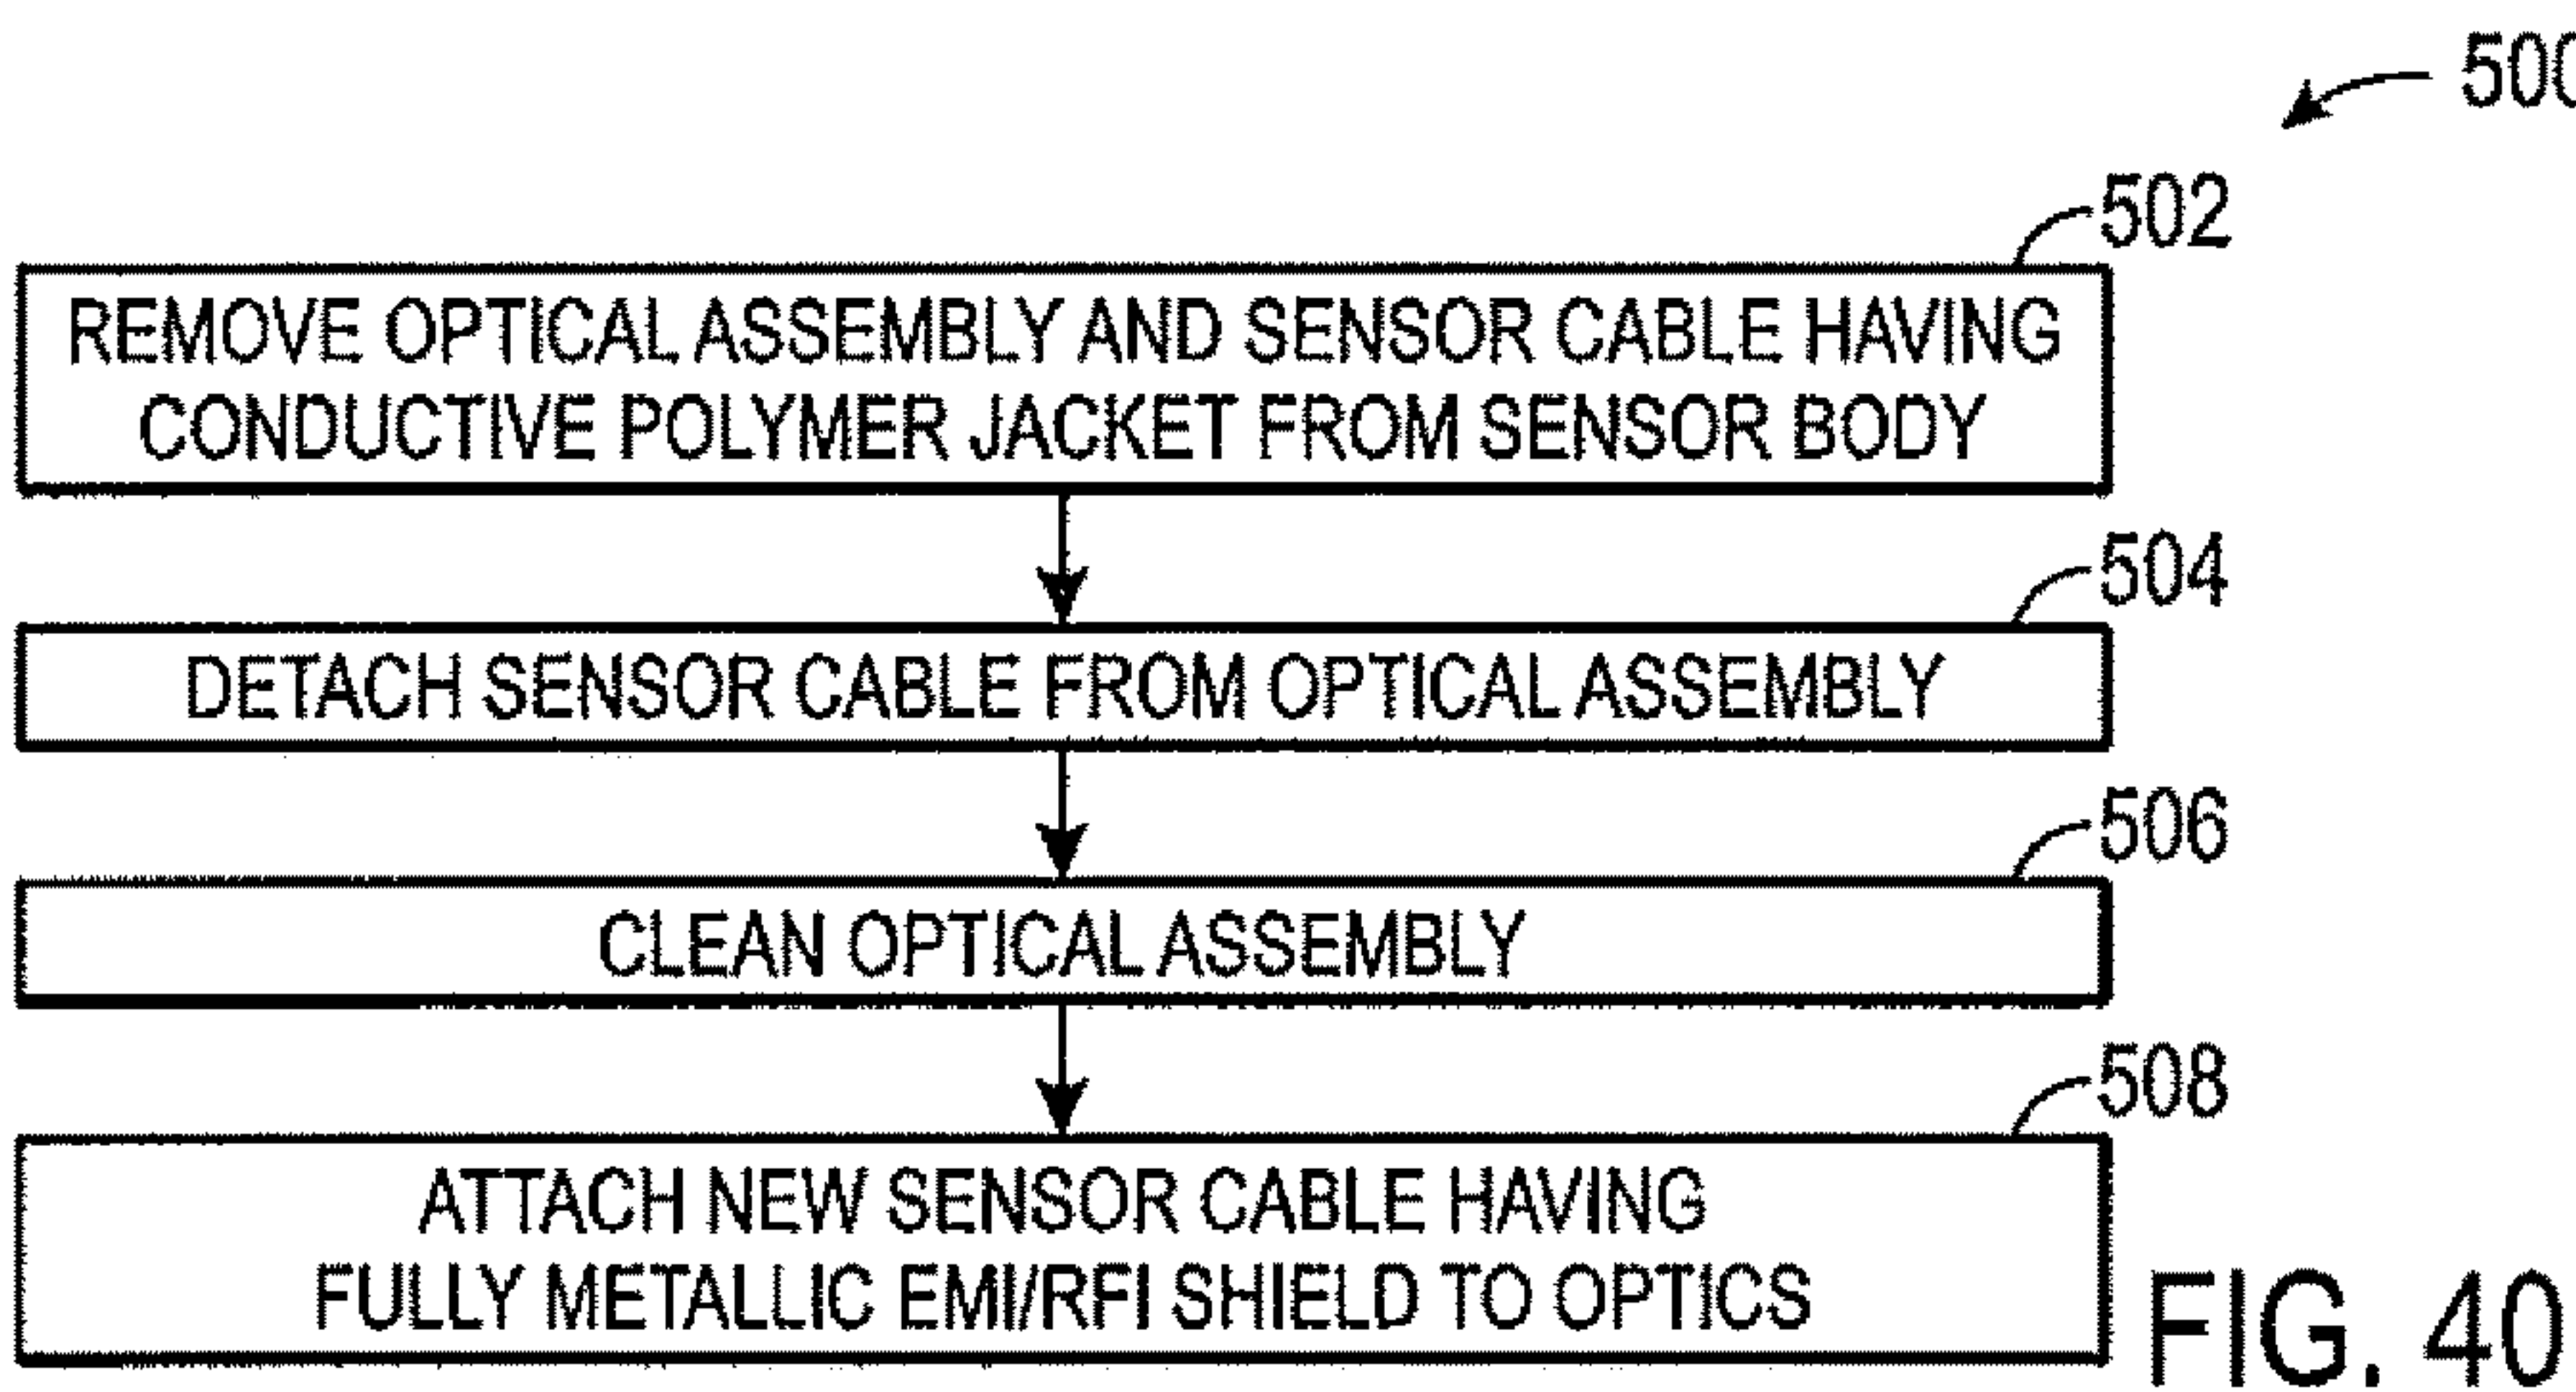 500
502
REMOVE OPTICAL ASSEMBLY AND SENSOR CABLE HAVING
CONDUCTIVE POLYMER JACKET FROM SENSOR BODY
504
DETACH SENSOR CABLE FROM OPTICAL ASSEMBLY
506
CLEAN OPTICAL ASSEMBLY
508
ATTACH NEW SENSOR CABLE HAVING
FULLY METALLIC EMI/RFI SHIELD TO OPTICS
FIG. 40